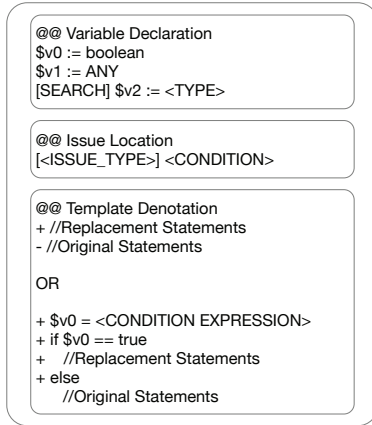 @@ Variable Declaration
$v0 := boolean
$v1 := ANY
[SEARCH] $v2 := <TYPE>
@@ Issue Location
[<ISSUE_TYPE>] <CONDITION>
@@ Template Denotation
+ //Replacement Statements
- //Original Statements
OR
+ $v0 = <CONDITION EXPRESSION>
+ if $v0 == true
+ //Replacement Statements
+ else
//Original Statements